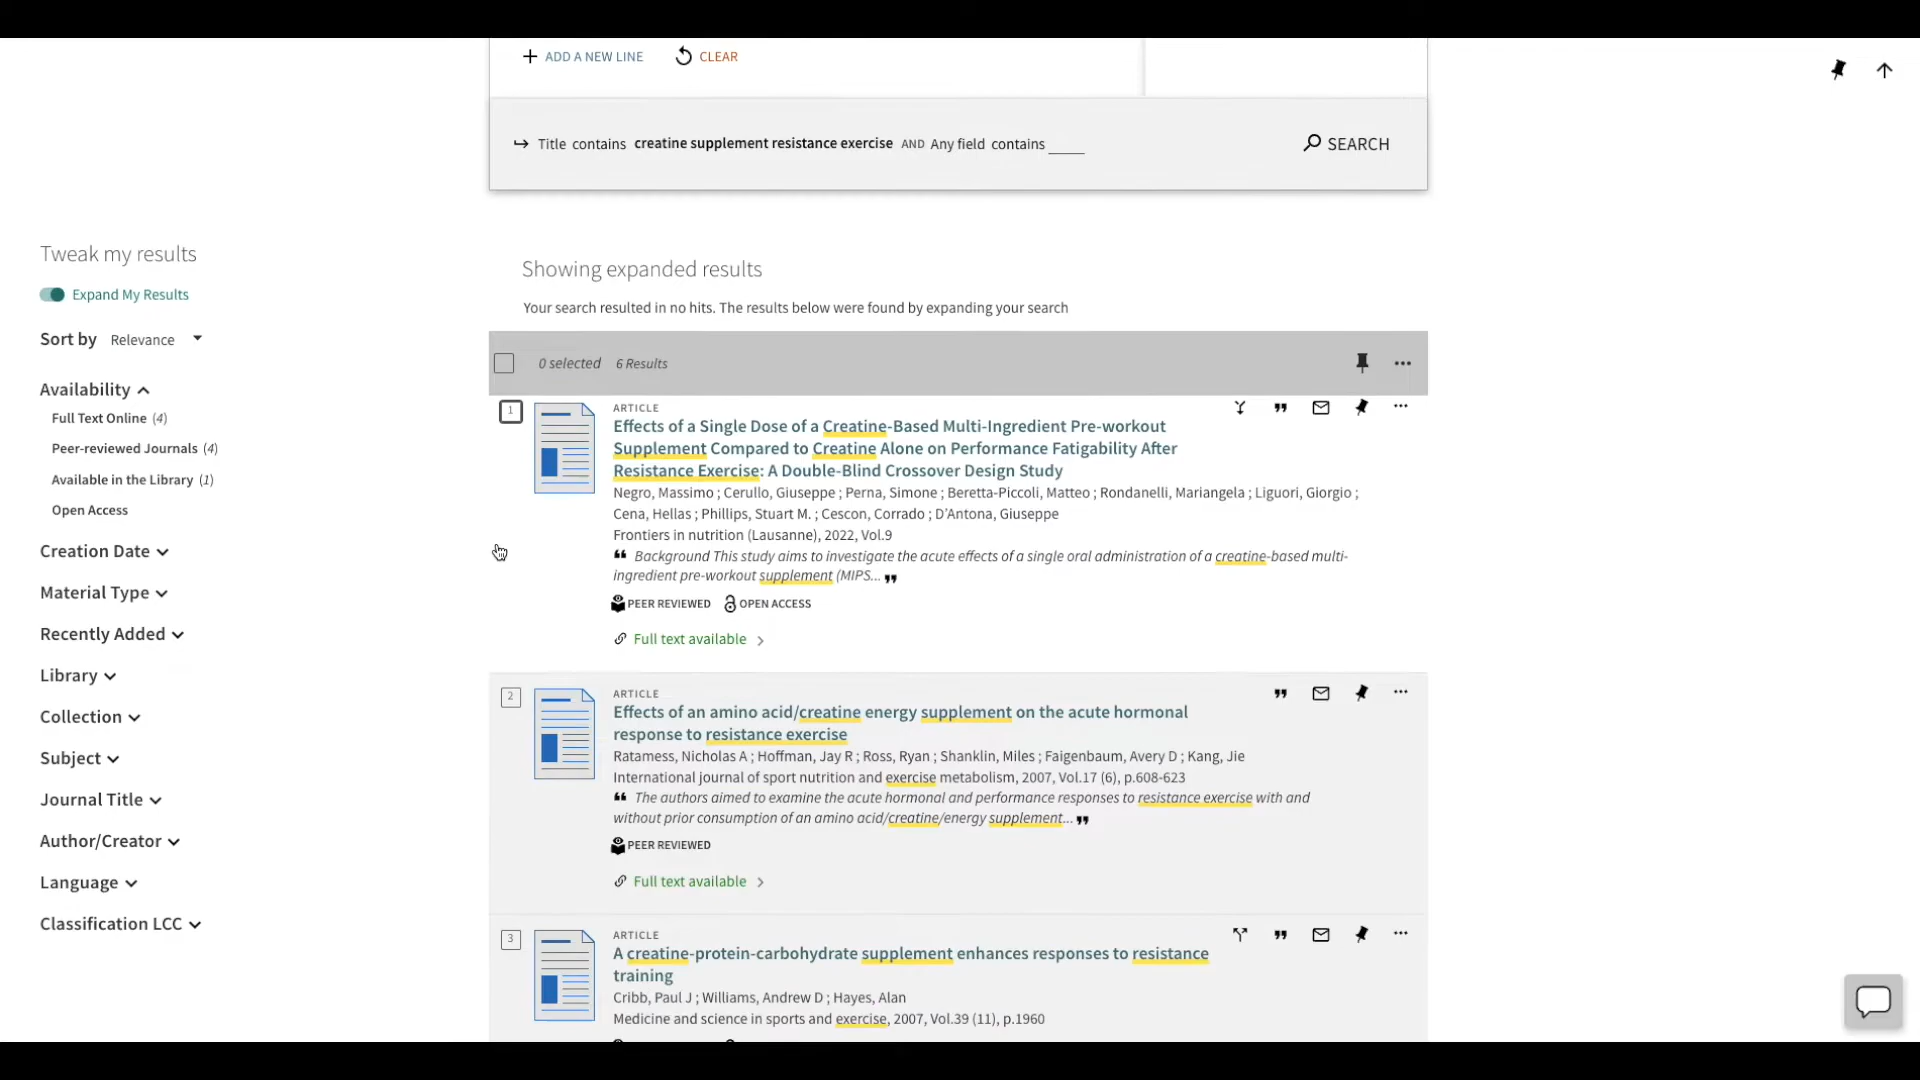 ADD A NEW LINE CLEAR
Title contains creatine supplement resistance exercise AND Any field contains _____ SEARCH
Tweak my results
Expand My Results
Sort by Relevance
Availability
Full Text Online (4)
Peer-reviewed Journals (4)
Available in the Library (1)
Open Access
Creation Date
Material Type
Recently Added
Library
Collection
Subject
Journal Title
Author/Creator
Language
Classification LCC
Showing expanded results
Your search resulted in no hits. The results below were found by expanding your search
0 selected 6 Results
1
ARTICLE
Effects of a Single Dose of a Creatine-Based Multi-Ingredient Pre-workout
Supplement Compared to Creatine Alone on Performance Fatigability After
Resistance Exercise: A Double-Blind Crossover Design Study
Negro, Massimo ; Cerullo, Giuseppe ; Perna, Simone ; Beretta-Piccoli, Matteo ; Rondanelli, Mariangela ; Liguori, Giorgio ;
Cena, Hellas ; Phillips, Stuart M. ; Cescon, Corrado ; D'Antona, Giuseppe
Frontiers in nutrition (Lausanne), 2022, Vol.9
Background This study aims to investigate the acute effects of a single oral administration of a creatine-based multi-
ingredient pre-workout supplement (MIPS...
PEER REVIEWED OPEN ACCESS
Full text available
2
ARTICLE
Effects of an amino acid/creatine energy supplement on the acute hormonal
response to resistance exercise
Ratamess, Nicholas A ; Hoffman, Jay R ; Ross, Ryan ; Shanklin, Miles ; Faigenbaum, Avery D ; Kang, Jie
International journal of sport nutrition and exercise metabolism, 2007, Vol.17 (6), p.608-623
The authors aimed to examine the acute hormonal and performance responses to resistance exercise with and
without prior consumption of an amino acid/creatine/energy supplement...
PEER REVIEWED
Full text available
3
ARTICLE
A creatine-protein-carbohydrate supplement enhances responses to resistance
training
Cribb, Paul J ; Williams, Andrew D ; Hayes, Alan
Medicine and science in sports and exercise, 2007, Vol.39 (11), p.1960